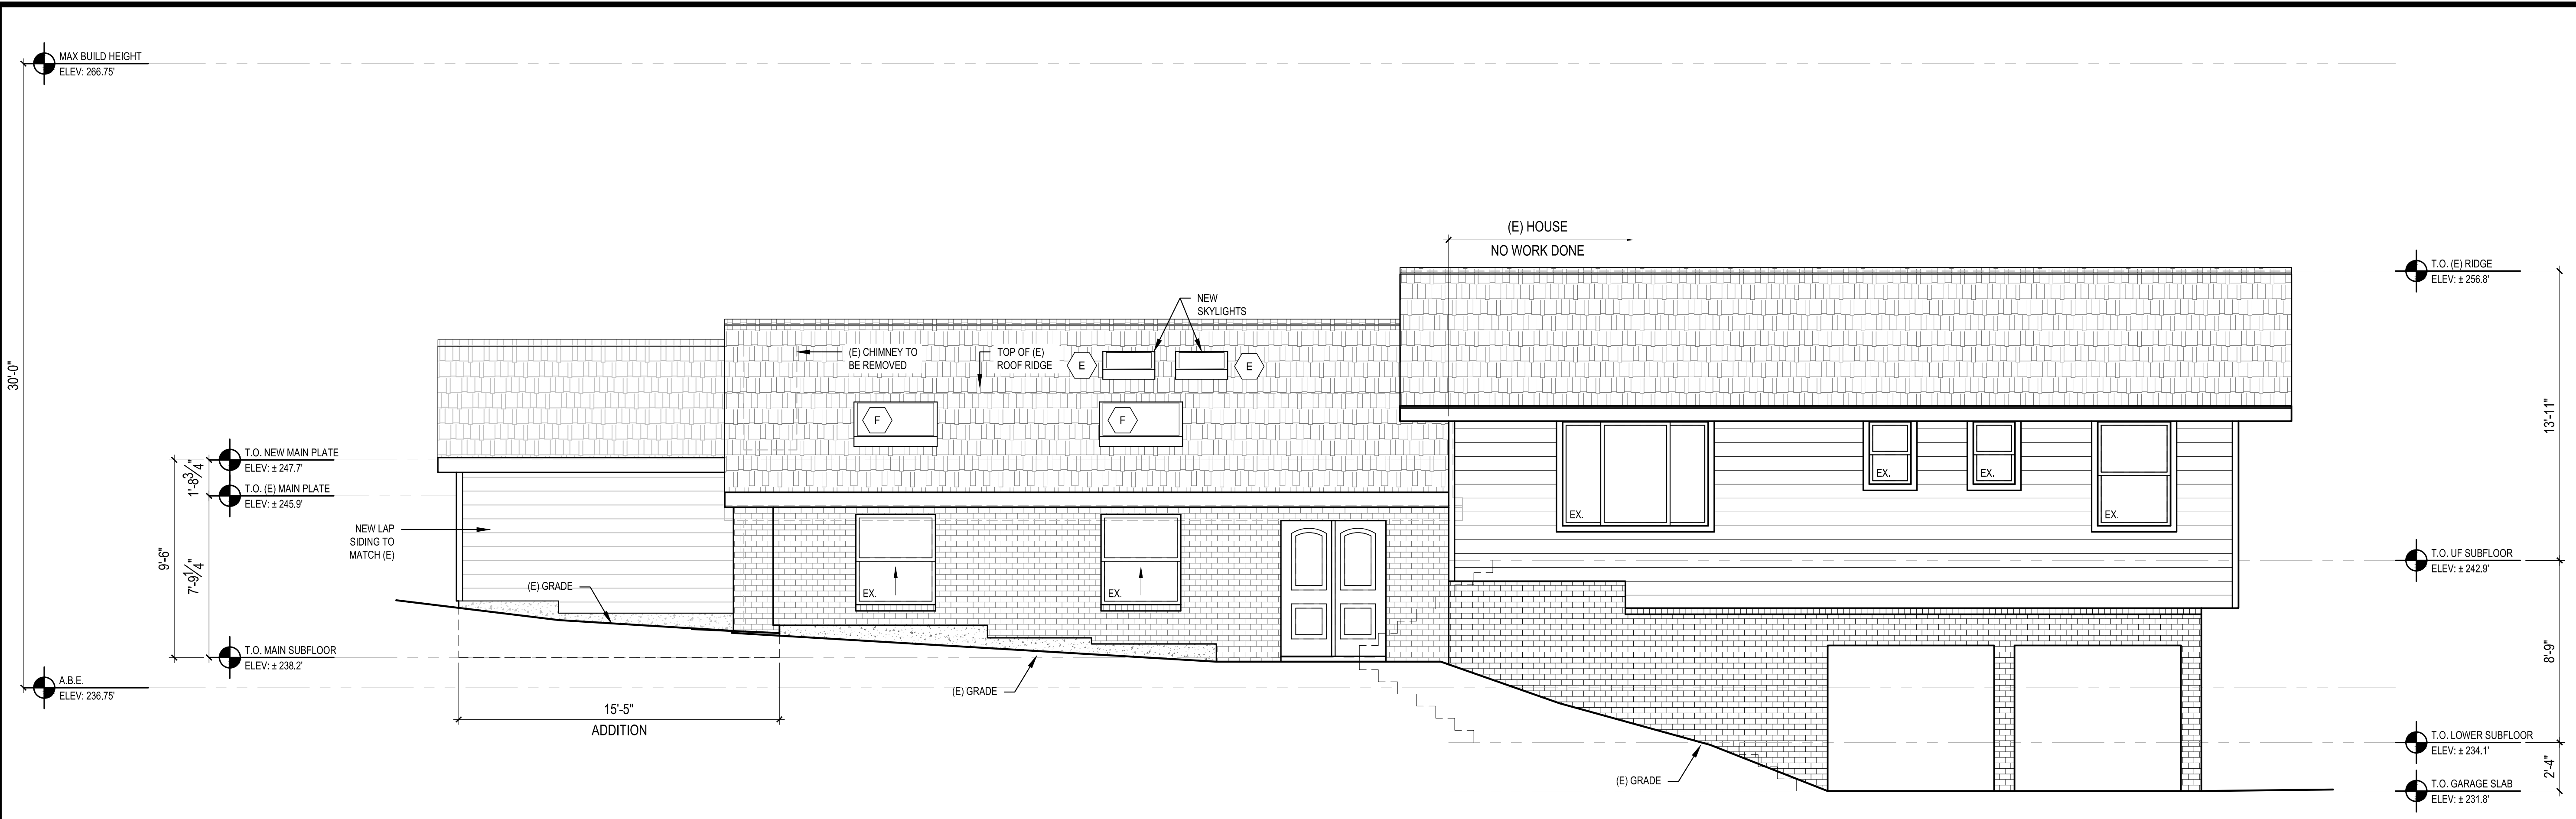 MAX BUILD HEIGHT
ELEV: 266.75'
30'-0"
(E) HOUSE
NO WORK DONE
T.O. (E) RIDGE
ELEV: ± 256.8'
NEW
SKYLIGHTS
(E) CHIMNEY TO
BE REMOVED
TOP OF (E)
ROOF RIDGE
E
E
F
F
13'-11"
T.O. NEW MAIN PLATE
ELEV: ± 247.7'
1'-8 3/4"
T.O. (E) MAIN PLATE
ELEV: ± 245.9'
9'-6"
7'-9 1/4"
NEW LAP
SIDING TO
MATCH (E)
EX.
EX.
EX.
EX.
EX.
EX.
(E) GRADE
T.O. UF SUBFLOOR
ELEV: ± 242.9'
T.O. MAIN SUBFLOOR
ELEV: ± 238.2'
8'-9"
A.B.E.
ELEV: 236.75'
(E) GRADE
15'-5"
ADDITION
T.O. LOWER SUBFLOOR
ELEV: ± 234.1'
2'-4"
(E) GRADE
T.O. GARAGE SLAB
ELEV: ± 231.8'